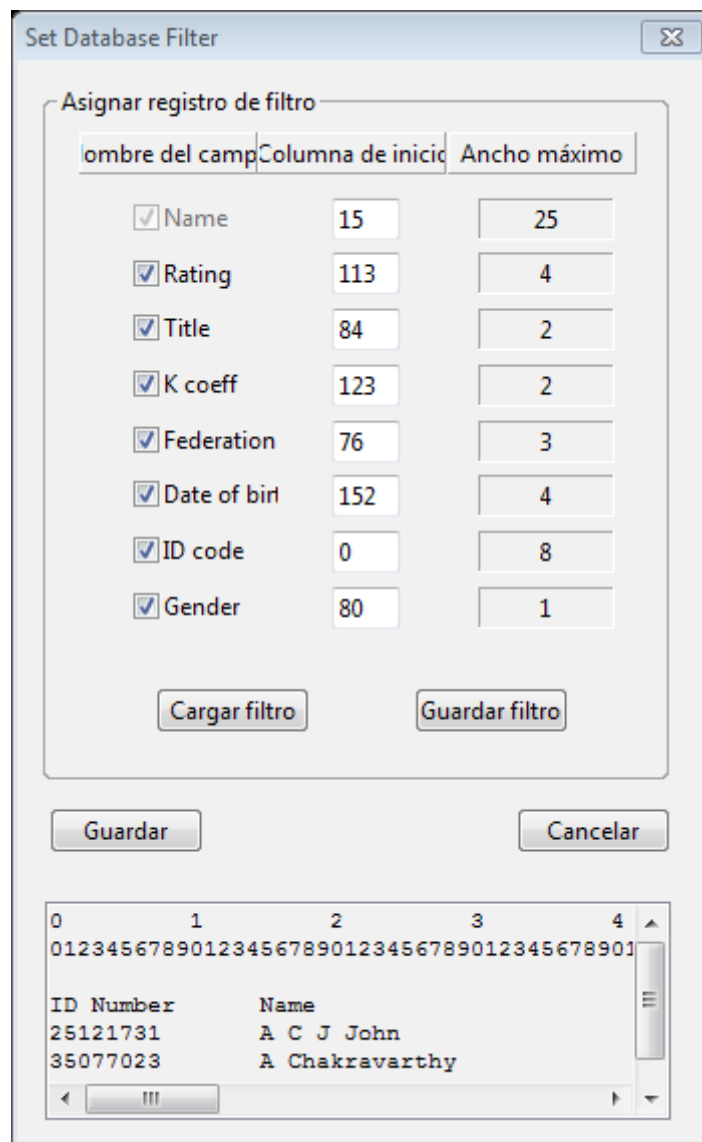 Set Database Filter
Asignar registro de filtro
ombre del camp Columna de inicio Ancho máximo
Name 15 25
Rating 113 4
Title 84 2
K coeff 123 2
Federation 76 3
Date of birt 152 4
ID code 0 8
Gender 80 1
Cargar filtro Guardar filtro
Guardar Cancelar
0 1 2 3 4
012345678901234567890123456789012345678901
ID Number Name
25121731 A C J John
35077023 A Chakravarthy